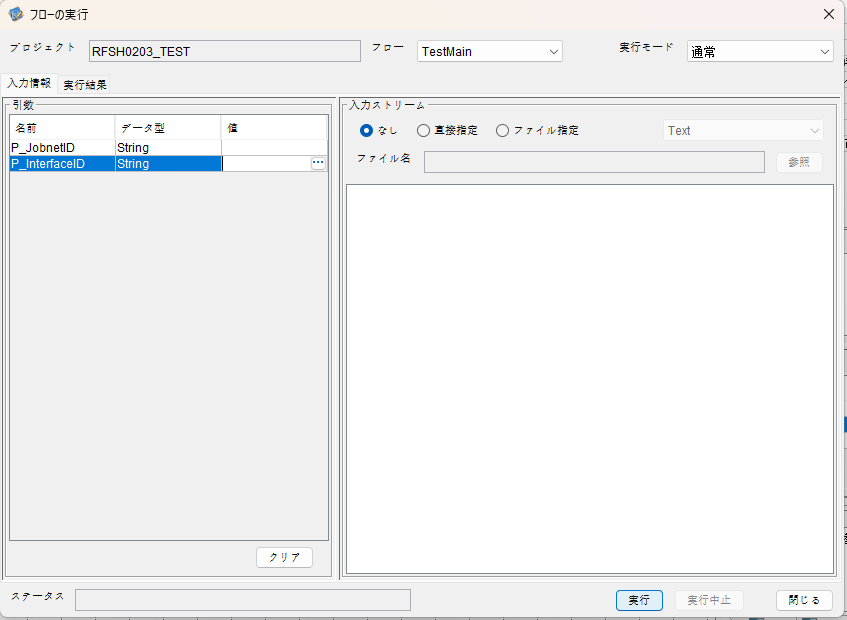 フローの実行
プロジェクト RFSH0203_TEST フロー TestMain 実行モード 通常
入力情報 実行結果
引数
名前 データ型 値
P_JobnetID String
P_InterfaceID String ...
クリア
入力ストリーム
なし 直接指定 ファイル指定 Text
ファイル名 参照
ステータス 実行 実行中止 閉じる